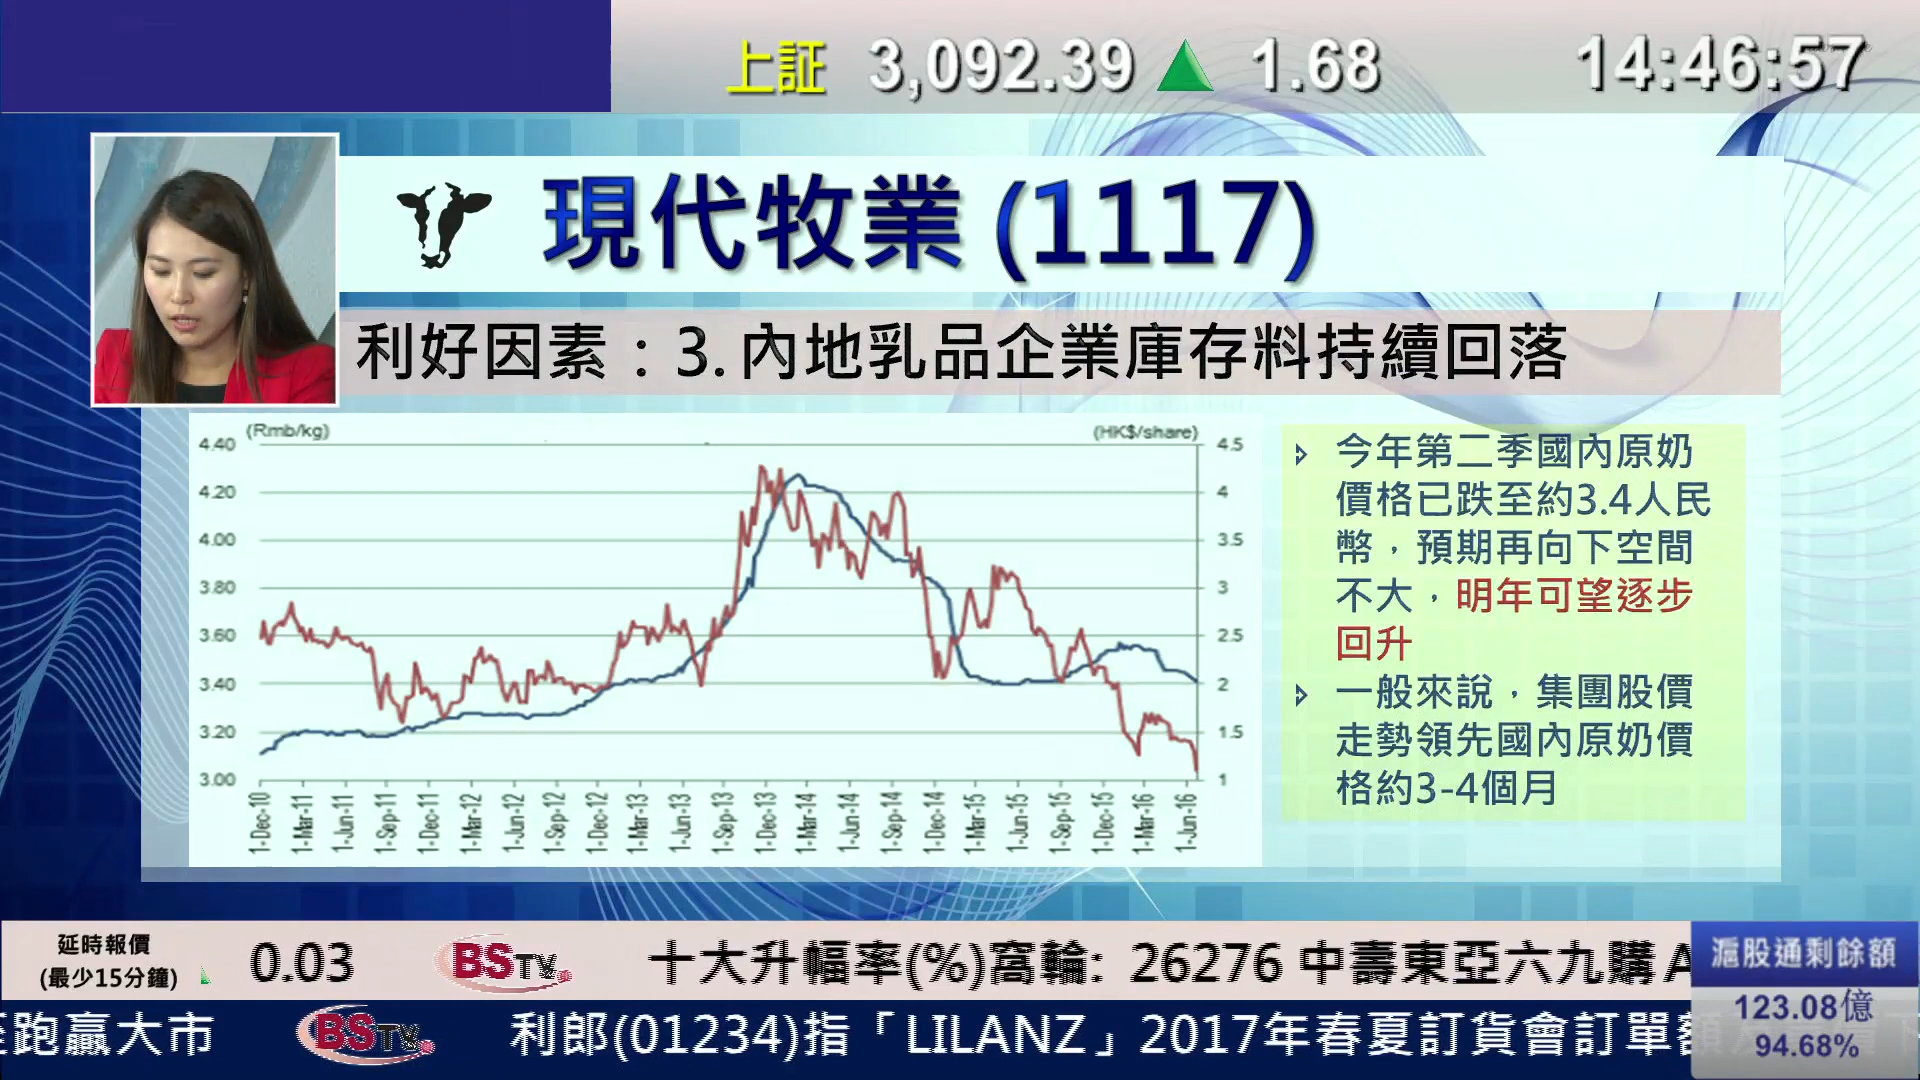 上証 3,092.39 1.68 14:46:57
現代牧業 (1117)
利好因素：3. 內地乳品企業庫存料持續回落
(Rmb/kg)
(HK$/share)
4.40
4.20
4.00
3.80
3.60
3.40
3.20
3.00
4.5
4
3.5
3
2.5
2
1.5
1
1-Dec-10
1-Mar-11
1-Jun-11
1-Sep-11
1-Dec-11
1-Mar-12
1-Jun-12
1-Sep-12
1-Dec-12
1-Mar-13
1-Jun-13
1-Sep-13
1-Dec-13
1-Mar-14
1-Jun-14
1-Sep-14
1-Dec-14
1-Mar-15
1-Jun-15
1-Sep-15
1-Dec-15
1-Mar-16
1-Jun-16
今年第二季國內原奶
價格已跌至約3.4人民
幣，預期再向下空間
不大，明年可望逐步
回升
一般來說，集團股價
走勢領先國內原奶價
格約3-4個月
延時報價
(最少15分鐘)
0.03 BSTV 十大升幅率(%)窩輪: 26276 中壽東亞六九購A
滬股通剩餘額
123.08億
94.68%
跑贏大市 BSTV 利郎(01234)指「LILANZ」2017年春夏訂貨會訂單